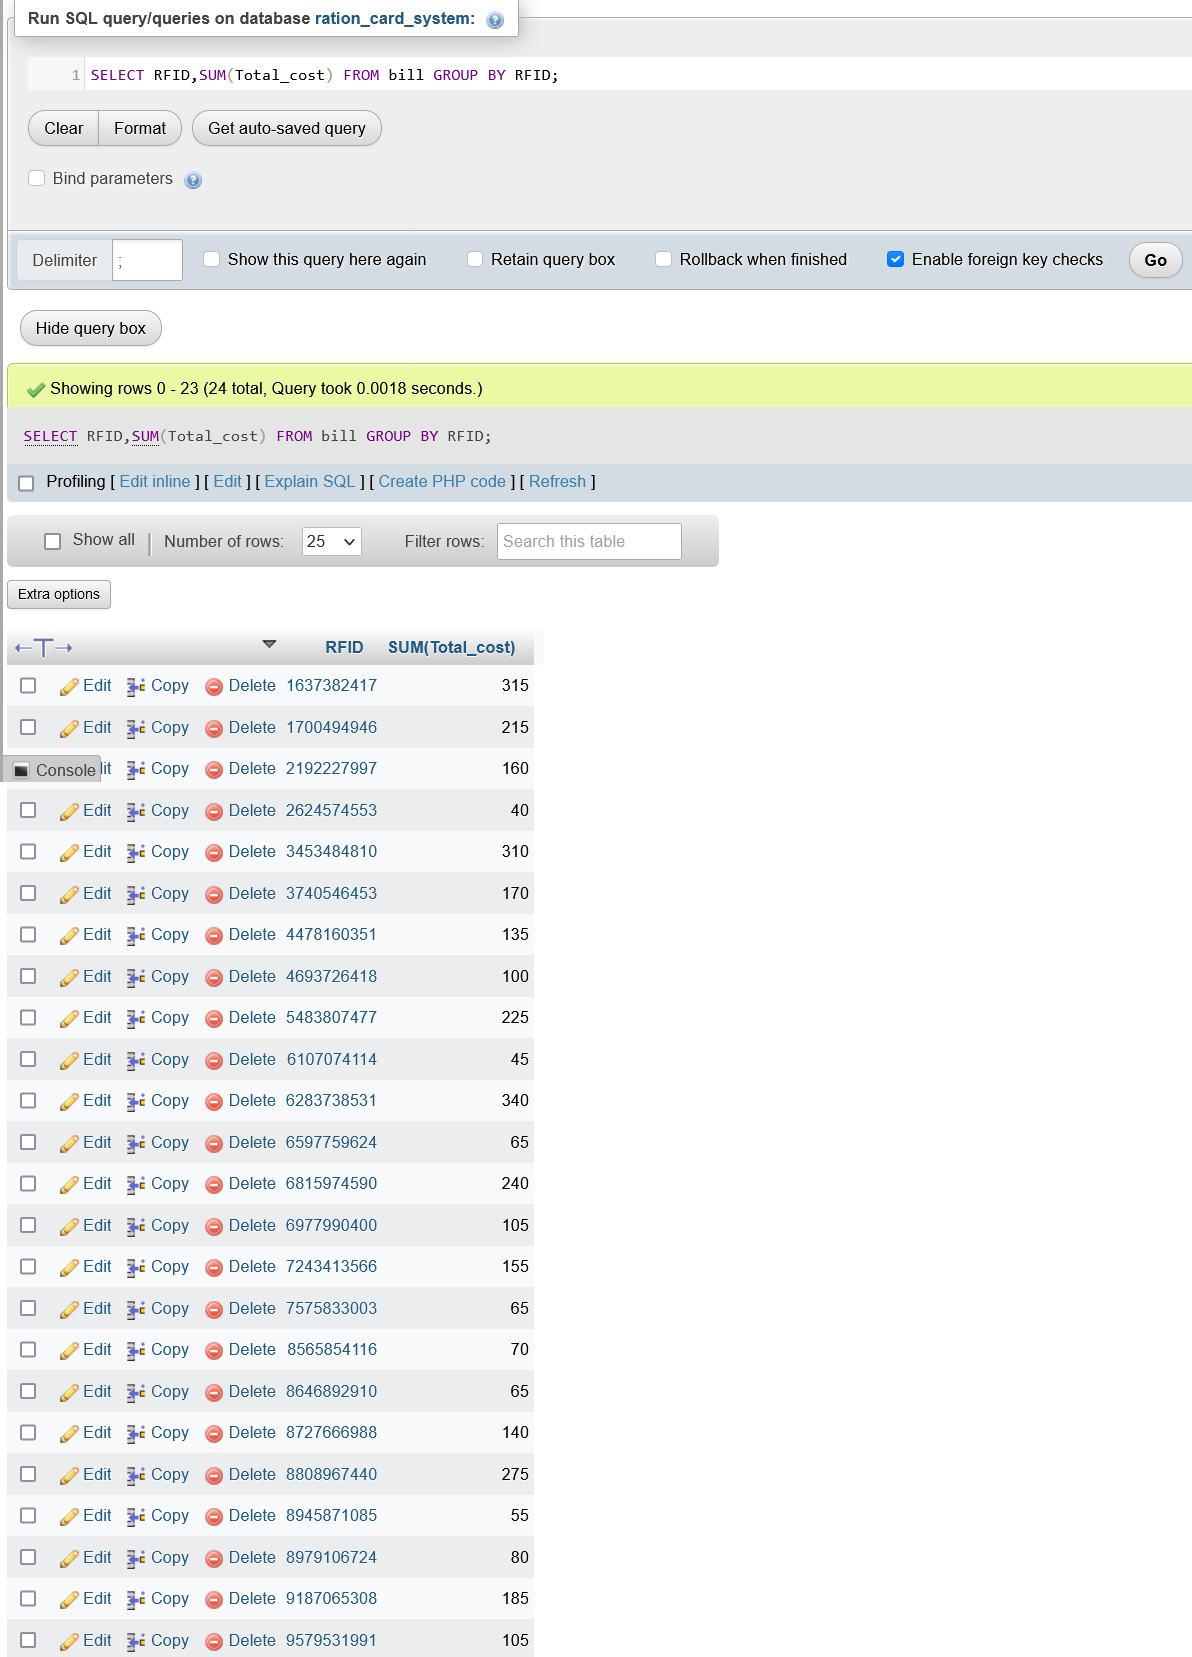 Run SQL query/queries on database ration_card_system:
1 SELECT RFID,SUM(Total_cost) FROM bill GROUP BY RFID;
Clear Format Get auto-saved query
Bind parameters
Delimiter ; Show this query here again Retain query box Rollback when finished Enable foreign key checks Go
Hide query box
Showing rows 0 - 23 (24 total, Query took 0.0018 seconds.)
SELECT RFID,SUM(Total_cost) FROM bill GROUP BY RFID;
Profiling [ Edit inline ] [ Edit ] [ Explain SQL ] [ Create PHP code ] [ Refresh ]
Show all Number of rows: 25 Filter rows: Search this table
Extra options
RFID SUM(Total_cost)
Edit Copy Delete 1637382417 315
Edit Copy Delete 1700494946 215
Console lit Copy Delete 2192227997 160
Edit Copy Delete 2624574553 40
Edit Copy Delete 3453484810 310
Edit Copy Delete 3740546453 170
Edit Copy Delete 4478160351 135
Edit Copy Delete 4693726418 100
Edit Copy Delete 5483807477 225
Edit Copy Delete 6107074114 45
Edit Copy Delete 6283738531 340
Edit Copy Delete 6597759624 65
Edit Copy Delete 6815974590 240
Edit Copy Delete 6977990400 105
Edit Copy Delete 7243413566 155
Edit Copy Delete 7575833003 65
Edit Copy Delete 8565854116 70
Edit Copy Delete 8646892910 65
Edit Copy Delete 8727666988 140
Edit Copy Delete 8808967440 275
Edit Copy Delete 8945871085 55
Edit Copy Delete 8979106724 80
Edit Copy Delete 9187065308 185
Edit Copy Delete 9579531991 105